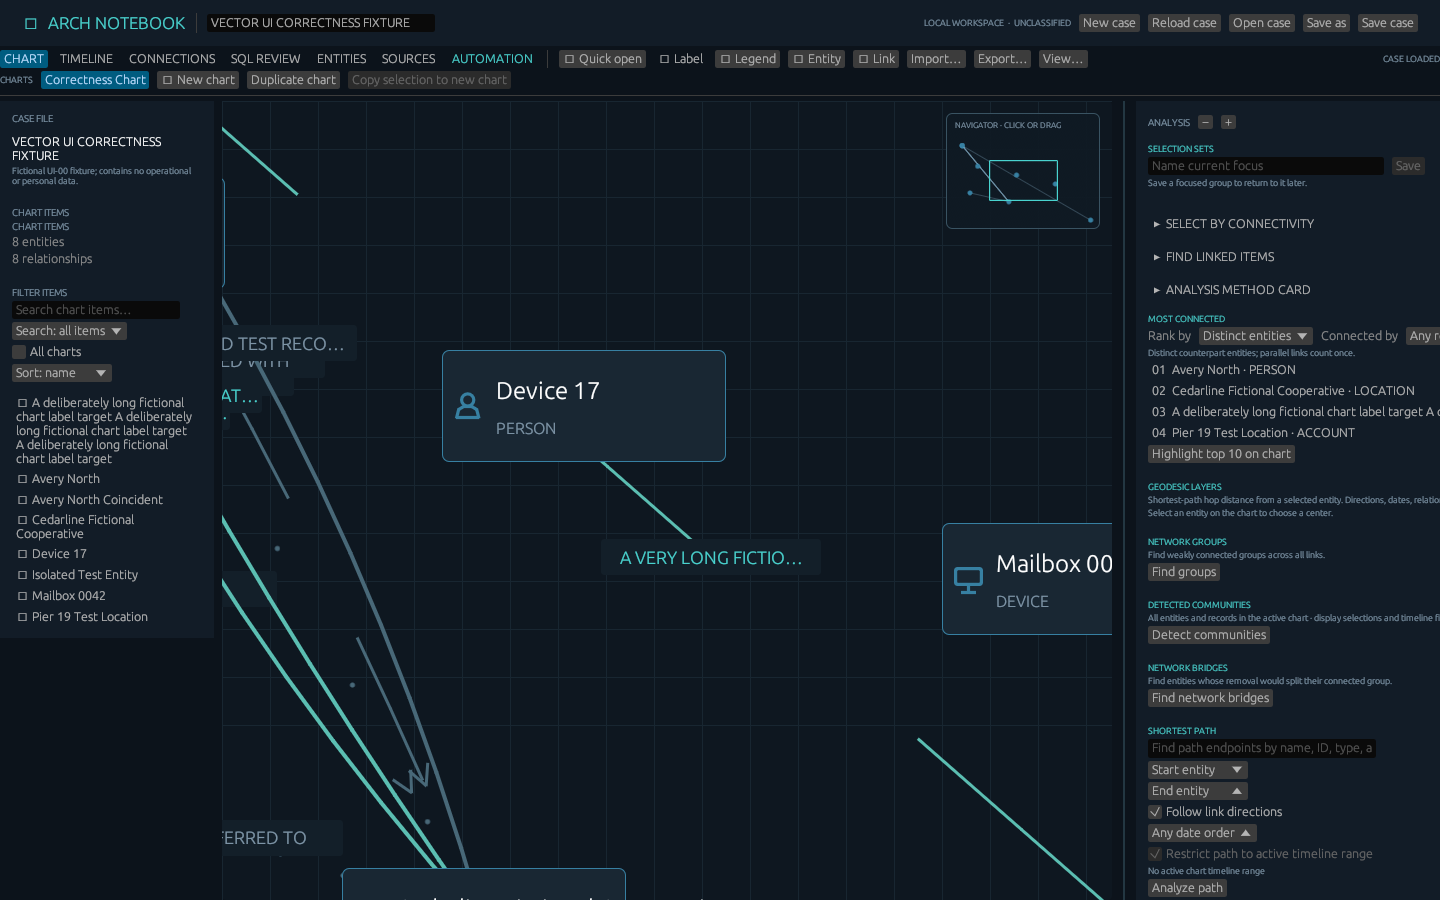 ARCH NOTEBOOK
VECTOR UI CORRECTNESS FIXTURE
LOCAL WORKSPACE · UNCLASSIFIED
New case
Reload case
Open case
Save as
Save case
CHART
TIMELINE
CONNECTIONS
SQL REVIEW
ENTITIES
SOURCES
AUTOMATION
Quick open
Label
Legend
Entity
Link
Import...
Export...
View...
CASE LOADED
CHARTS
Correctness Chart
New chart
Duplicate chart
Copy selection to new chart
CASE FILE
VECTOR UI CORRECTNESS
FIXTURE
Fictional UI-00 fixture; contains no operational
or personal data.
CHART ITEMS
CHART ITEMS
8 entities
8 relationships
FILTER ITEMS
Search chart items...
Search: all items
All charts
Sort: name
A deliberately long fictional
chart label target A deliberately
long fictional chart label target
A deliberately long fictional
chart label target
Avery North
Avery North Coincident
Cedarline Fictional
Cooperative
Device 17
Isolated Test Entity
Mailbox 0042
Pier 19 Test Location
D TEST RECO...
ED WITH
AT...
Device 17
PERSON
A VERY LONG FICTIO...
Mailbox 00
DEVICE
FERRED TO
NAVIGATOR · CLICK OR DRAG
ANALYSIS − +
SELECTION SETS
Name current focus
Save
Save a focused group to return to it later.
SELECT BY CONNECTIVITY
FIND LINKED ITEMS
ANALYSIS METHOD CARD
MOST CONNECTED
Rank by Distinct entities Connected by Any r
Distinct counterpart entities; parallel links count once.
01 Avery North · PERSON
02 Cedarline Fictional Cooperative · LOCATION
03 A deliberately long fictional chart label target A d
04 Pier 19 Test Location · ACCOUNT
Highlight top 10 on chart
GEODESIC LAYERS
Shortest-path hop distance from a selected entity. Directions, dates, relatio
Select an entity on the chart to choose a center.
NETWORK GROUPS
Find weakly connected groups across all links.
Find groups
DETECTED COMMUNITIES
All entities and records in the active chart · display selections and timeline fi
Detect communities
NETWORK BRIDGES
Find entities whose removal would split their connected group.
Find network bridges
SHORTEST PATH
Find path endpoints by name, ID, type, a
Start entity
End entity
Follow link directions
Any date order
Restrict path to active timeline range
No active chart timeline range
Analyze path